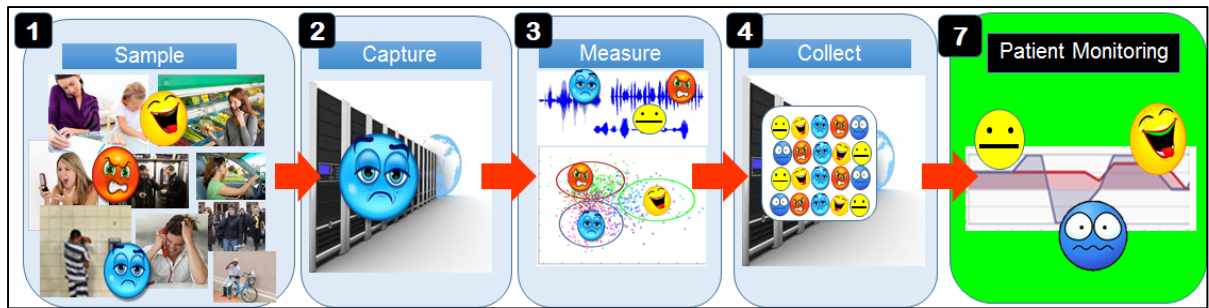 1
Sample
2
Capture
3
Measure
4
Collect
7
Patient Monitoring